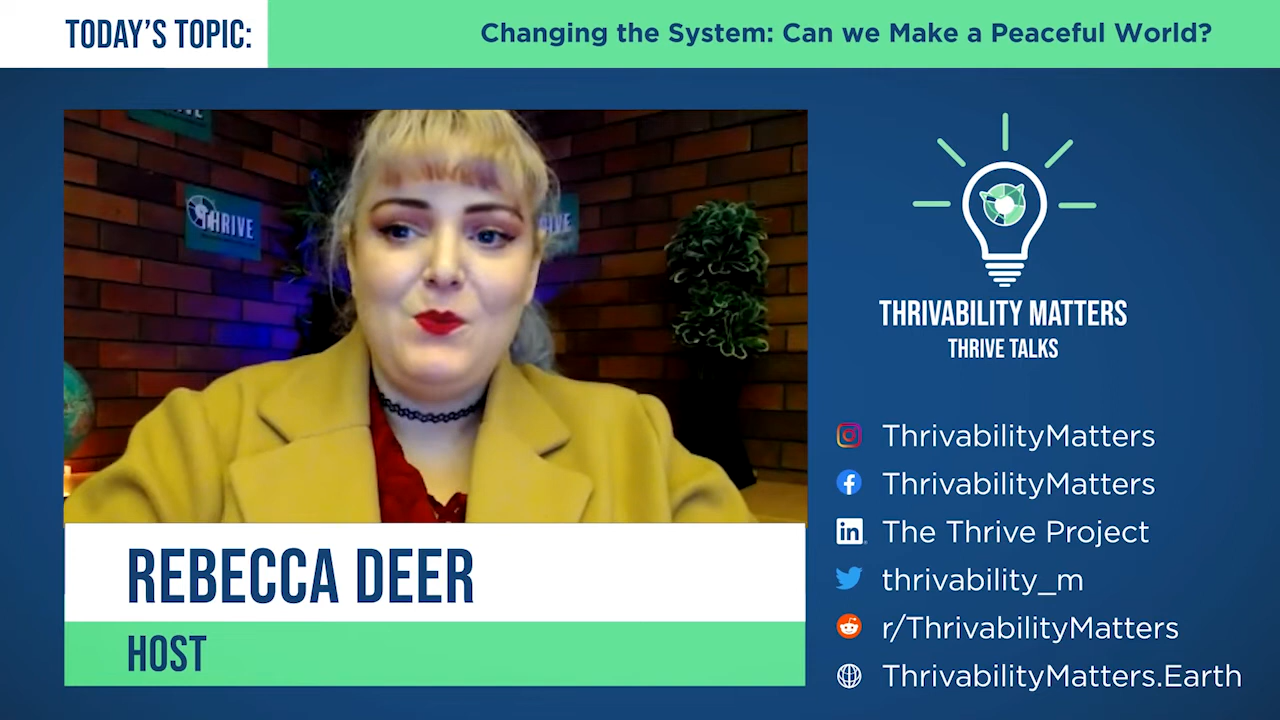 TODAY'S TOPIC:
Changing the System: Can we Make a Peaceful World?
THRIVE
THRIVABILITY MATTERS
THRIVE TALKS
ThrivabilityMatters
ThrivabilityMatters
The Thrive Project
thrivability_m
r/ThrivabilityMatters
ThrivabilityMatters.Earth
REBECCA DEER
HOST